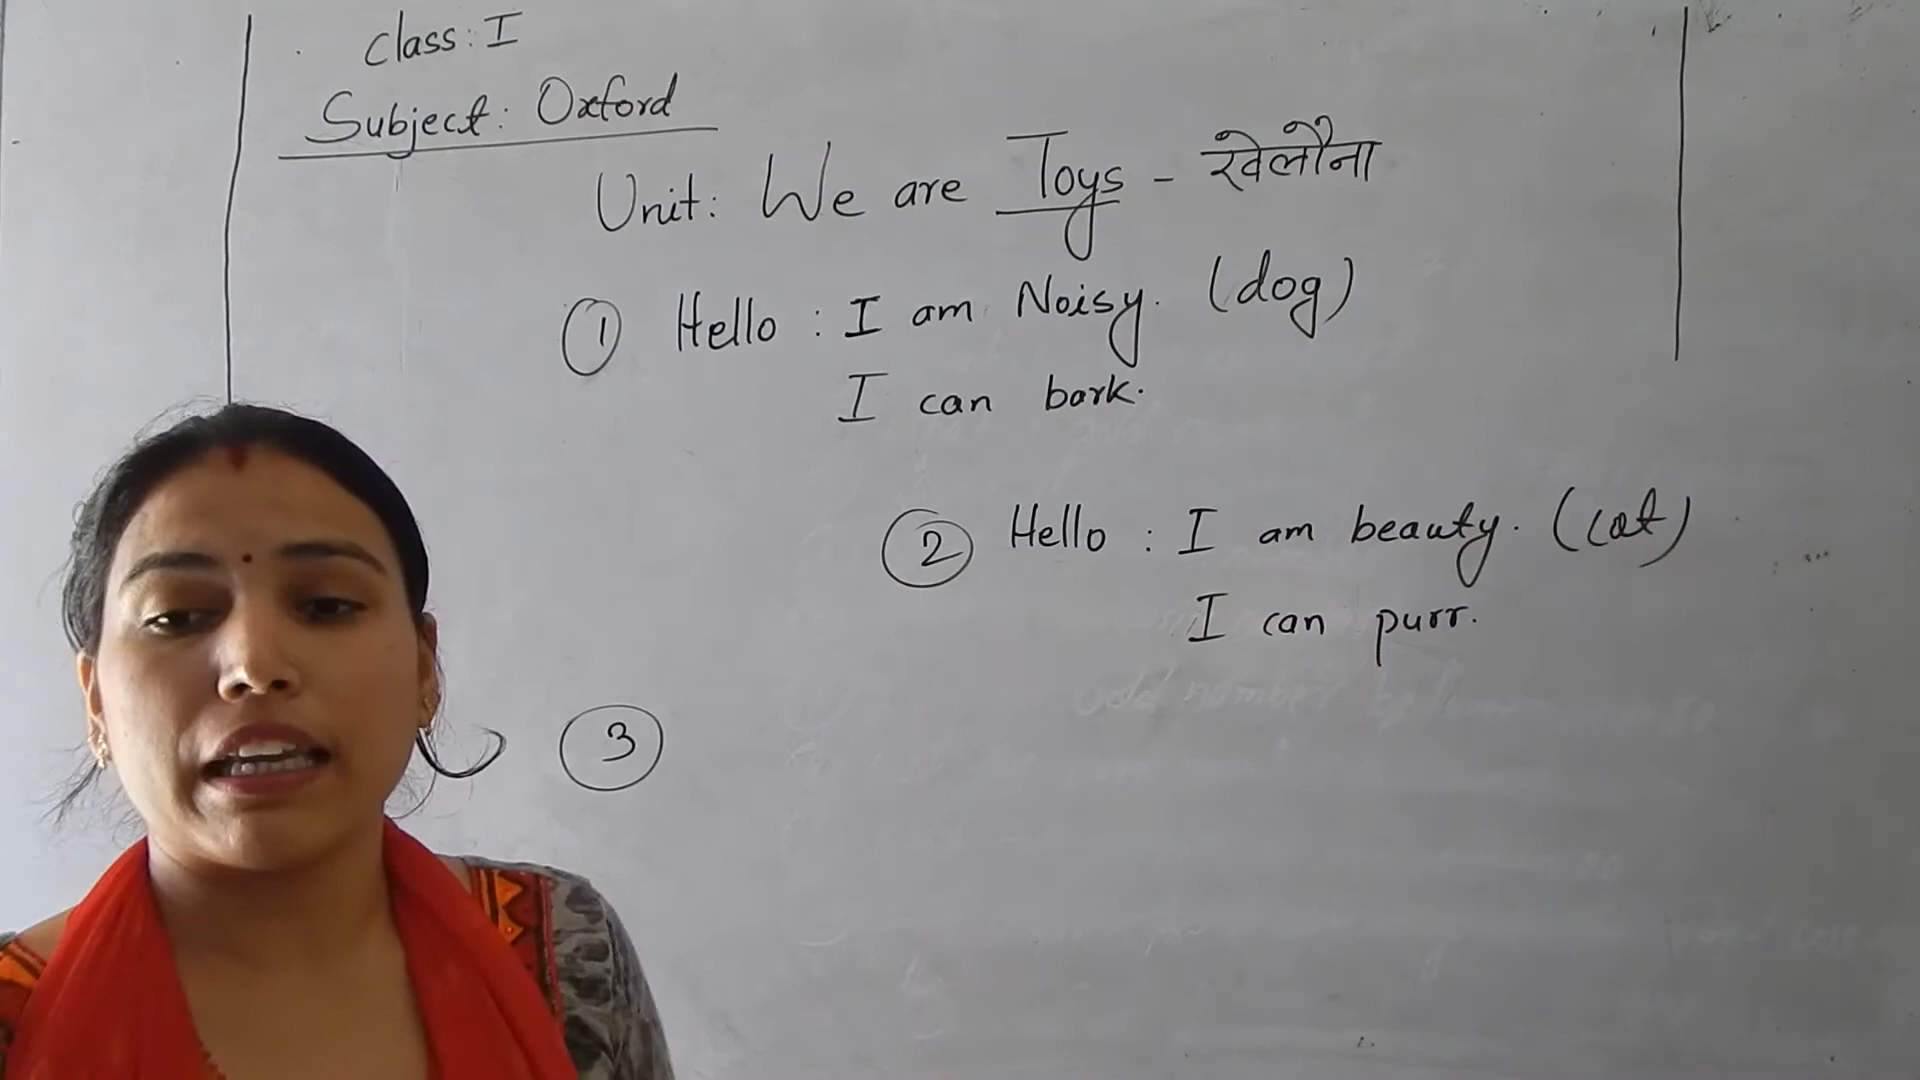 Class: I
Subject: Oxford
Unit: We are Toys - खेलौना
① Hello : I am Noisy. (dog)
I can bark.
② Hello : I am beauty. (cat)
I can purr.
③